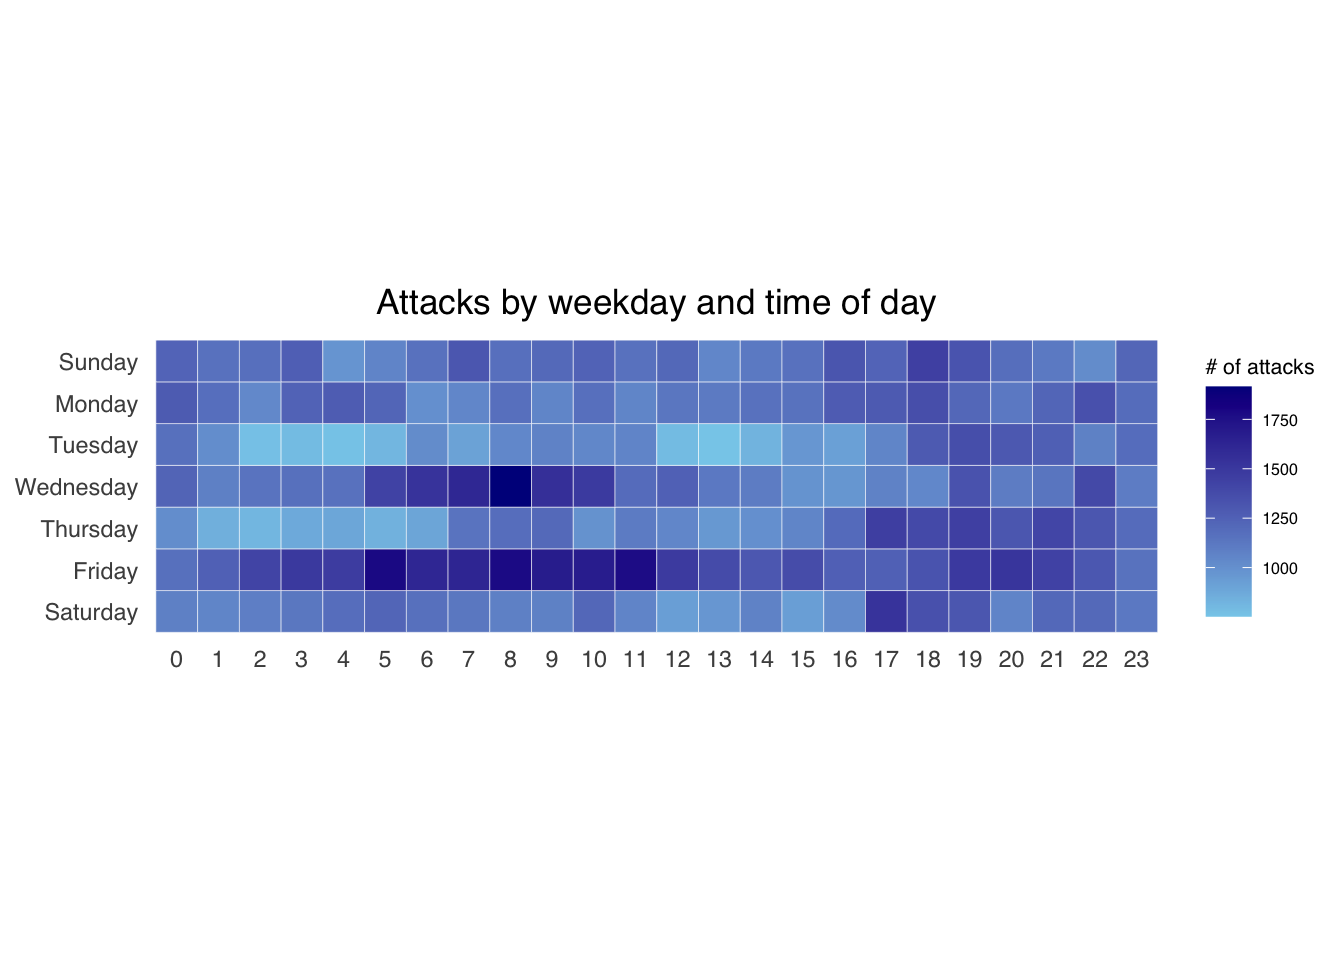 Attacks by weekday and time of day
Sunday
Monday
Tuesday
Wednesday
Thursday
Friday
Saturday
0 1 2 3 4 5 6 7 8 9 10 11 12 13 14 15 16 17 18 19 20 21 22 23
# of attacks
1750
1500
1250
1000